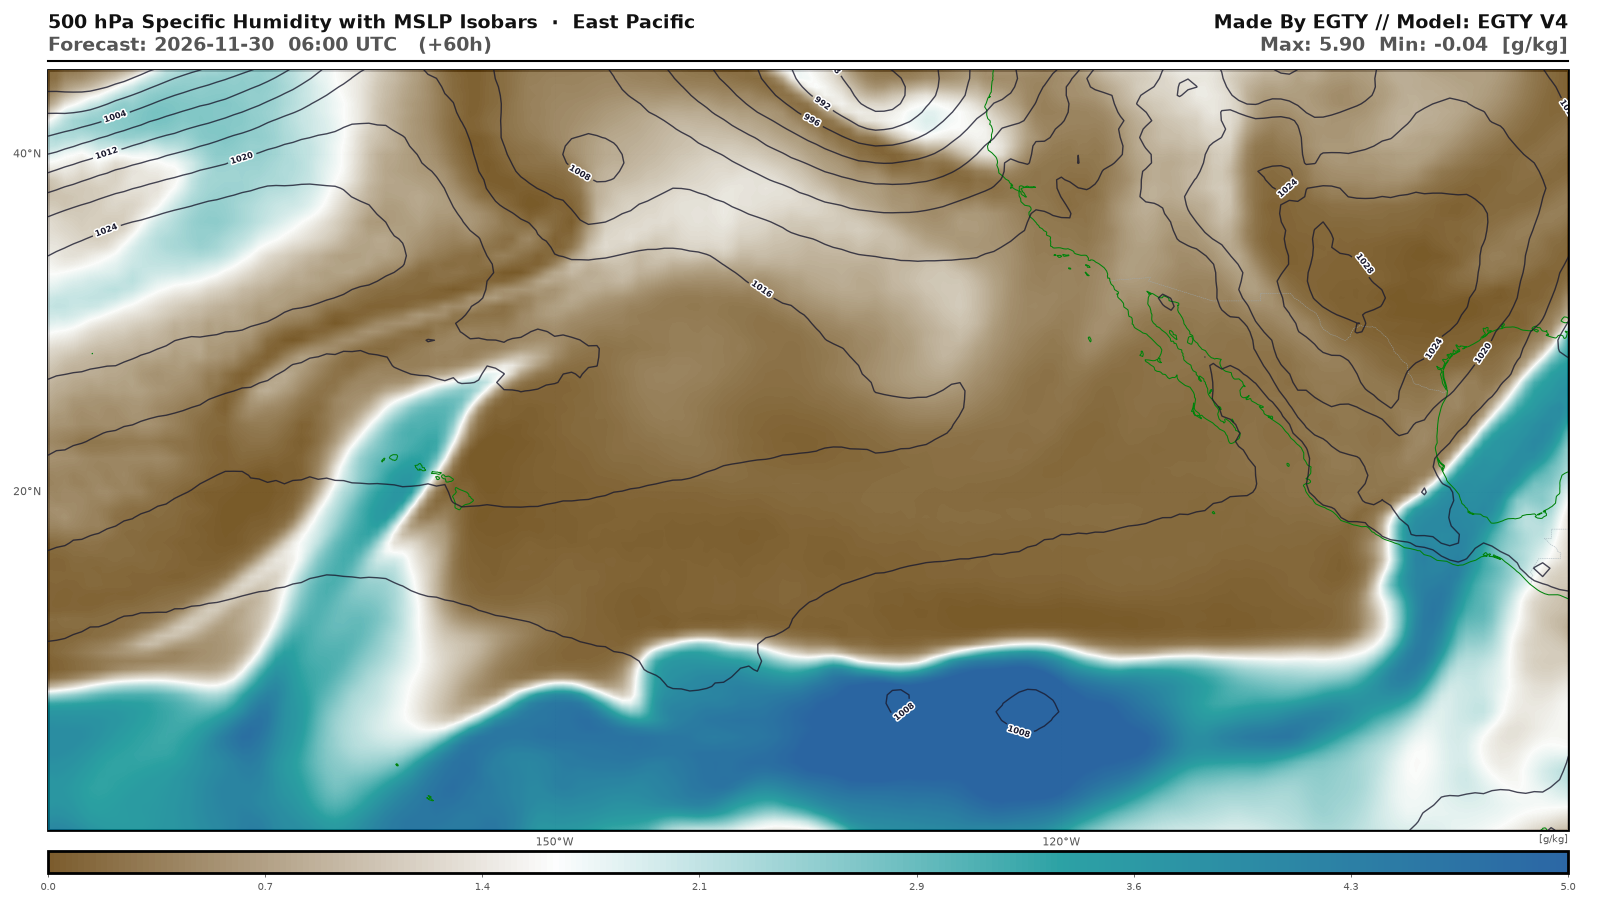 500 hPa Specific Humidity with MSLP Isobars · East Pacific
Made By EGTY // Model: EGTY V4
Forecast: 2026-11-30 06:00 UTC (+60h)
Max: 5.90 Min: -0.04 [g/kg]
992
996
1004
1012
1020
1008
1024
1024
1028
1016
1024
1020
1008
1008
40°N
20°N
150°W
120°W
[g/kg]
0.0 0.7 1.4 2.1 2.9 3.6 4.3 5.0